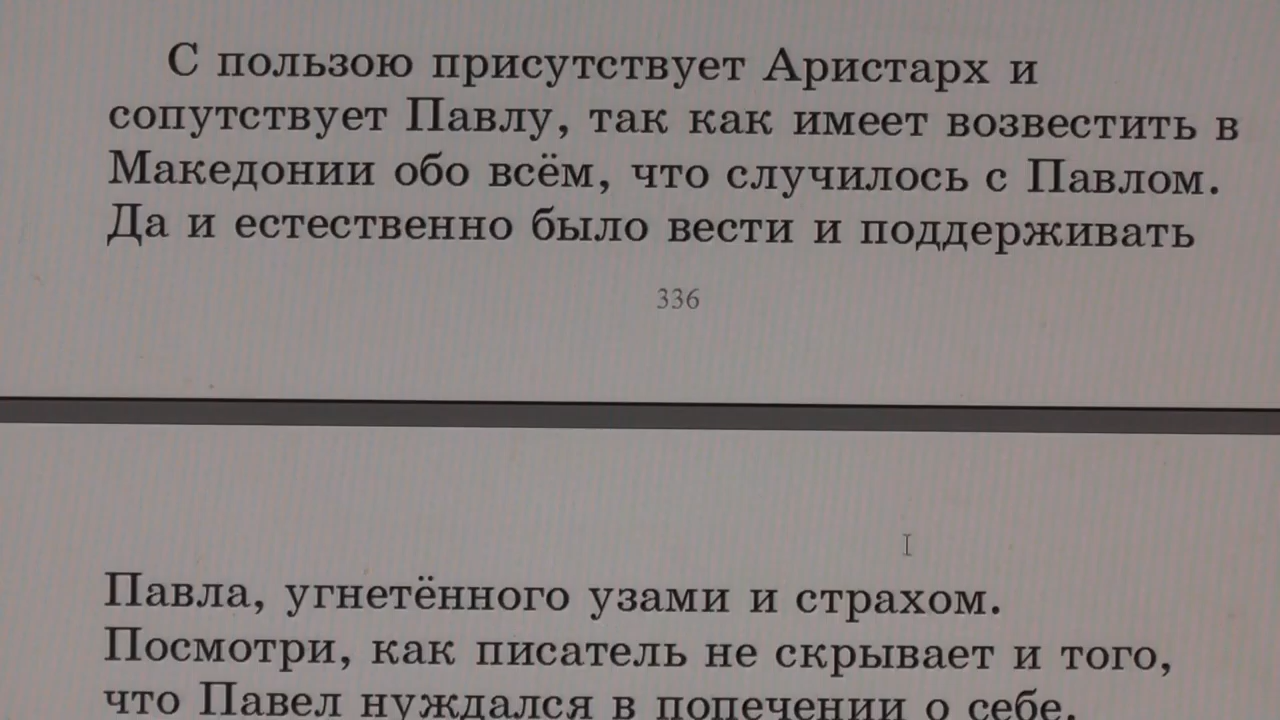 С пользою присутствует Аристарх и
сопутствует Павлу, так как имеет возвестить в
Македонии обо всём, что случилось с Павлом.
Да и естественно было вести и поддерживать
336
Павла, угнетённого узами и страхом.
Посмотри, как писатель не скрывает и того,
что Павел нуждался в попечении о себе.